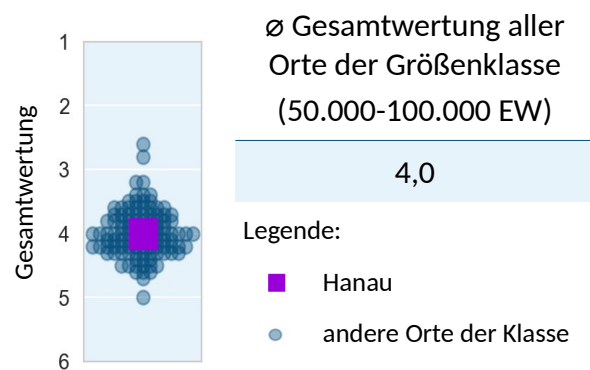 ⌀ Gesamtwertung aller
Orte der Größenklasse
(50.000-100.000 EW)
4,0
Gesamtwertung
1
2
3
4
5
6
Legende:
Hanau
andere Orte der Klasse